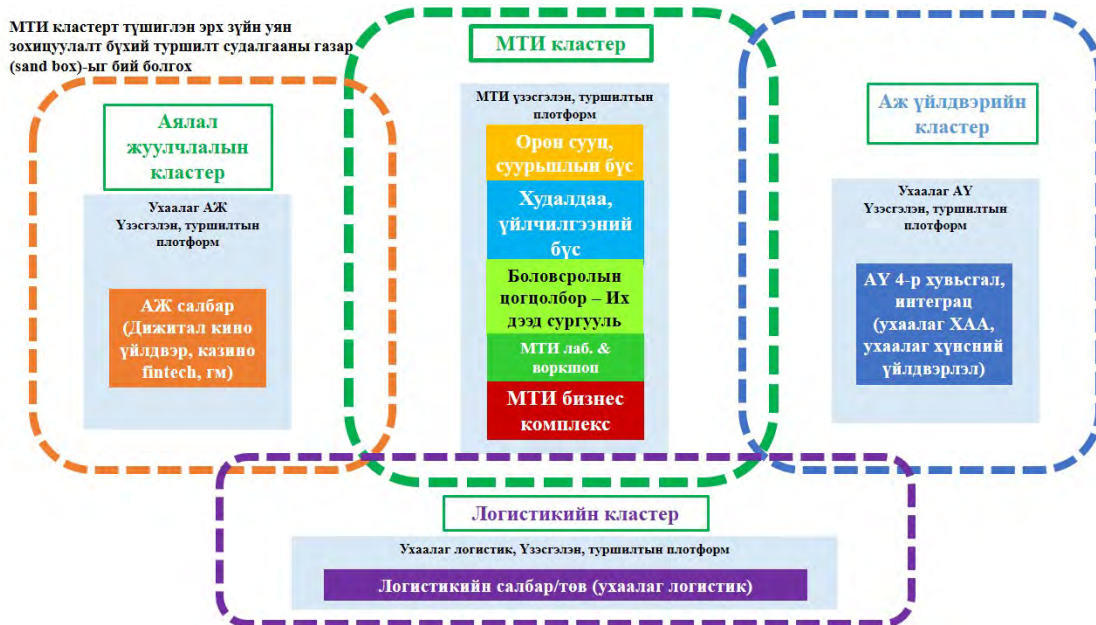 МТИ кластерт түшиглэн эрх зүйн уян
зохицуулалт бүхий туршилт судалгааны газар
(sand box)-ыг бий болгох
Аялал
жуулчлалын
кластер
Ухаалаг АЖ
Үзэсгэлэн, туршилтын
плотформ
АЖ салбар
(Дижитал кино
үйлдвэр, казино
fintech, гм)
МТИ кластер
МТИ үзэсгэлэн, туршилтын
плотформ
Орон сууц,
суурьшлын бүс
Худалдаа,
үйлчилгээний
бүс
Боловсролын
цогцолбор – Их
дээд сургууль
МТИ лаб. &
воркшоп
МТИ бизнес
комплекс
Аж үйлдвэрийн
кластер
Ухаалаг АҮ
Үзэсгэлэн, туршилтын
плотформ
АҮ 4-р хувьсгал,
интеграц
(ухаалаг ХАА,
ухаалаг хүнсний
үйлдвэрлэл)
Логистикийн кластер
Ухаалаг логистик, Үзэсгэлэн, туршилтын плотформ
Логистикийн салбар/төв (ухаалаг логистик)